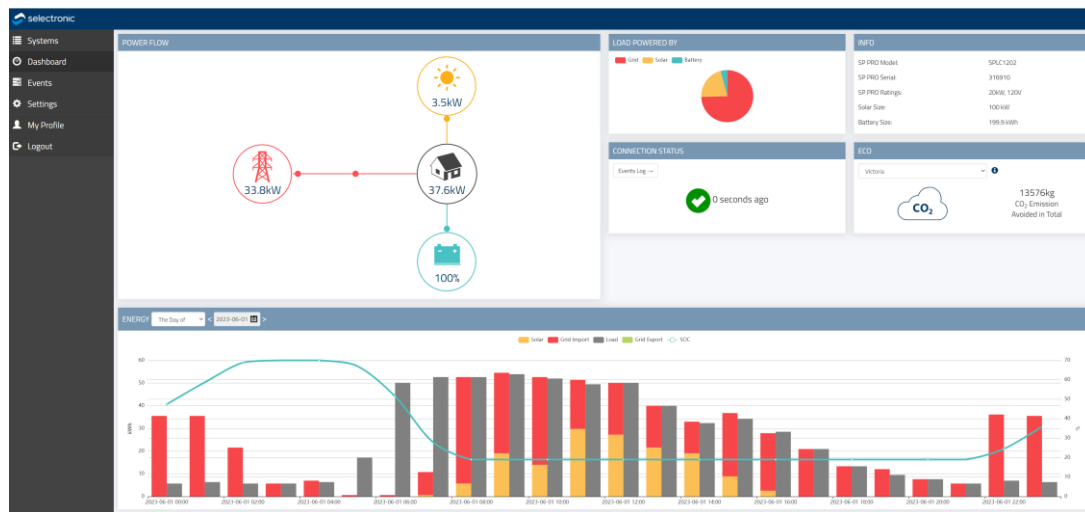 selectronic
Systems
Dashboard
Events
Settings
My Profile
Logout
POWER FLOW
3.5kW
33.8kW
37.6kW
100%
LOAD POWERED BY
Grid Solar Battery
INFO
SP PRO Model: SPLC1202
SP PRO Serial: 316910
SP PRO Ratings: 20kW, 120V
Solar Size: 100 kW
Battery Size: 199.9 kWh
CONNECTION STATUS
Events Log →
0 seconds ago
ECO
Victoria
CO₂
13576kg
CO₂ Emission
Avoided in Total
ENERGY The Day of < 2023-06-01 >
Solar Grid Import Load Grid Export SOC
60 70
50 60
40 50
30 40
20 30
10 20
0 10
0
kWh
%
2023-06-01 00:00 2023-06-01 02:00 2023-06-01 04:00 2023-06-01 06:00 2023-06-01 08:00 2023-06-01 10:00 2023-06-01 12:00 2023-06-01 14:00 2023-06-01 16:00 2023-06-01 18:00 2023-06-01 20:00 2023-06-01 22:00